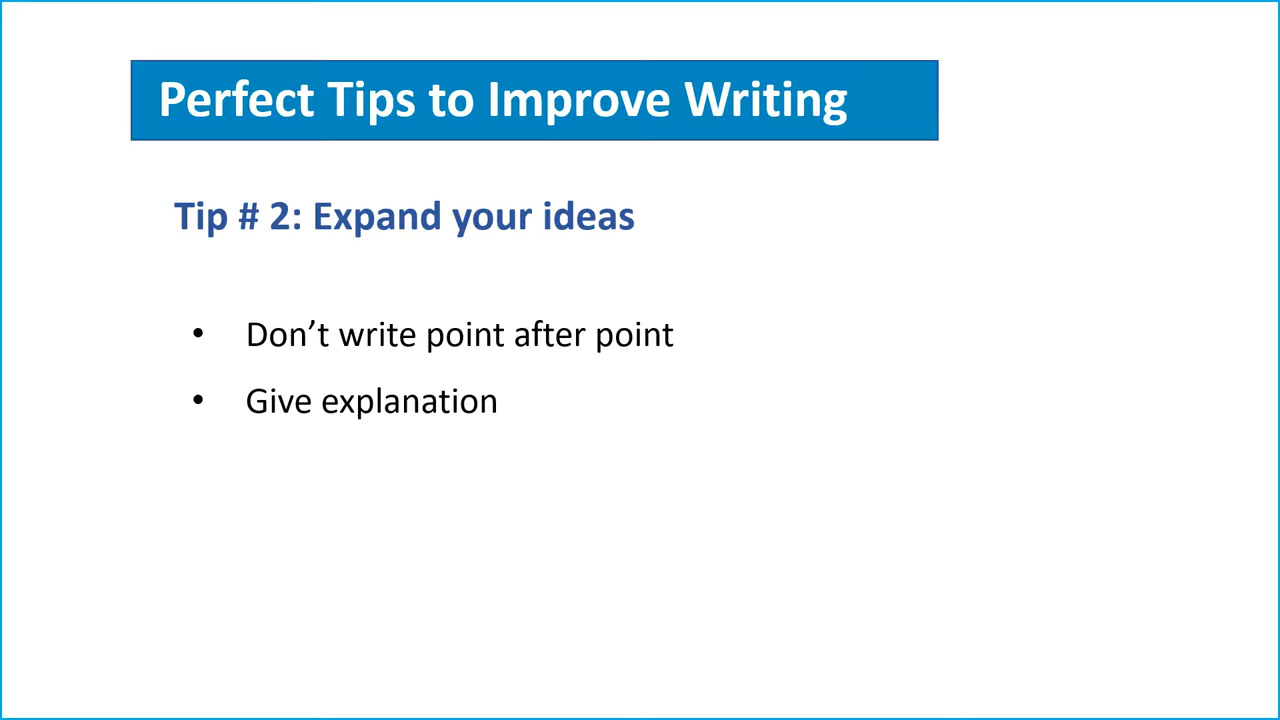 Perfect Tips to Improve Writing
Tip # 2: Expand your ideas
• Don’t write point after point
• Give explanation